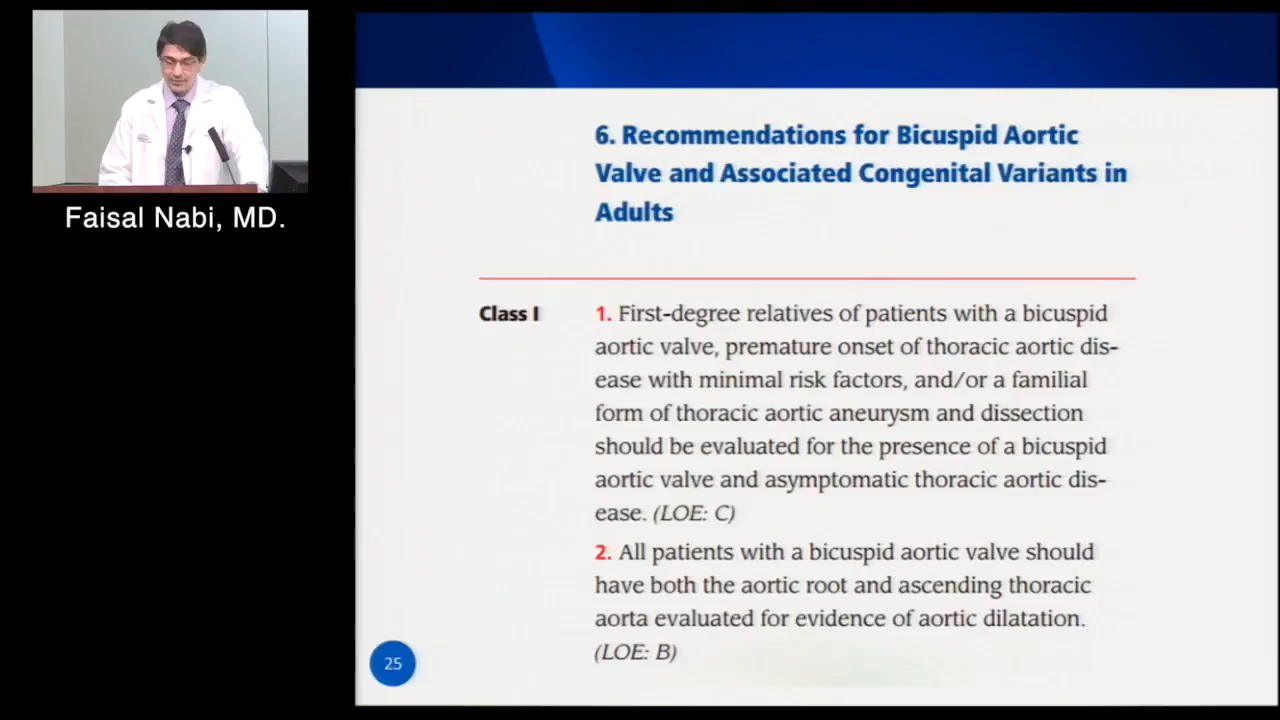 Faisal Nabi, MD.
6. Recommendations for Bicuspid Aortic
Valve and Associated Congenital Variants in
Adults
Class I
1. First-degree relatives of patients with a bicuspid
aortic valve, premature onset of thoracic aortic dis-
ease with minimal risk factors, and/or a familial
form of thoracic aortic aneurysm and dissection
should be evaluated for the presence of a bicuspid
aortic valve and asymptomatic thoracic aortic dis-
ease. (LOE: C)
2. All patients with a bicuspid aortic valve should
have both the aortic root and ascending thoracic
aorta evaluated for evidence of aortic dilatation.
(LOE: B)
25